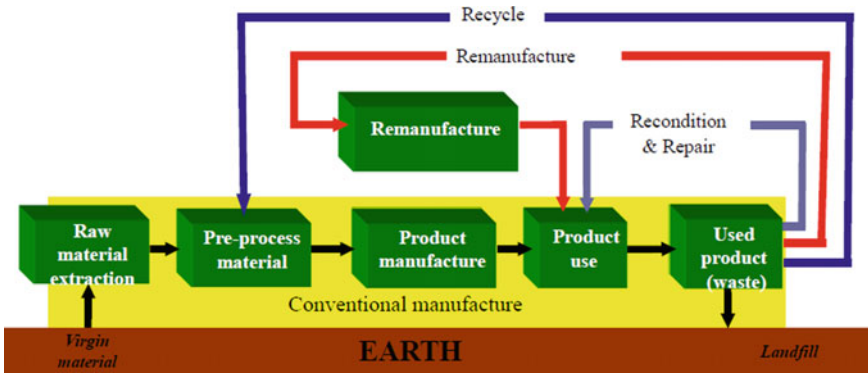 Recycle
Remanufacture
Remanufacture
Recondition
& Repair
Raw
material
extraction
Pre-process
material
Product
manufacture
Product
use
Used
product
(waste)
Conventional manufacture
Virgin
material
EARTH
Landfill